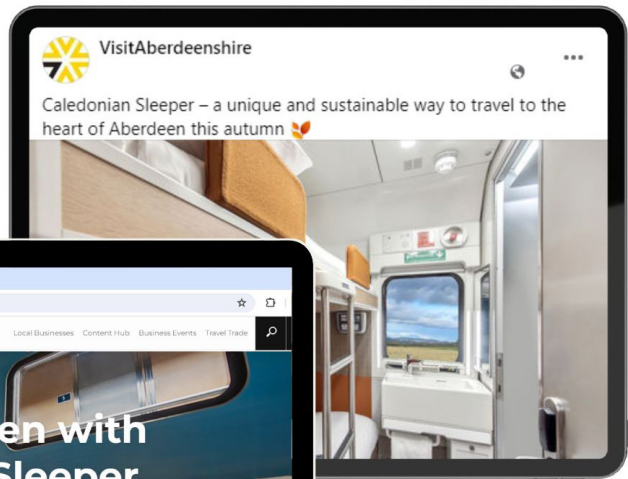 VisitAberdeenshire
Caledonian Sleeper – a unique and sustainable way to travel to the
heart of Aberdeen this autumn
Local Businesses Content Hub Business Events Travel Trade
with
Sleeper